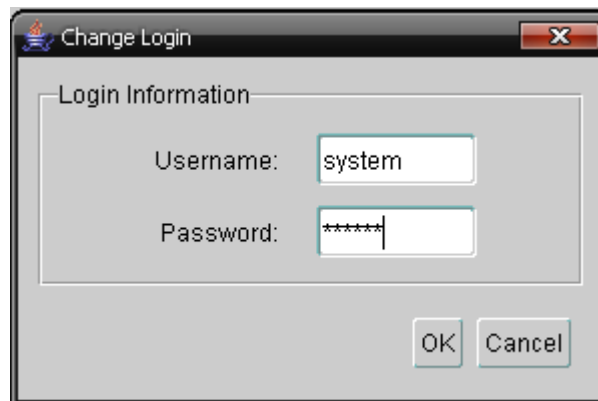 Change Login
Login Information
Username: system
Password: ******
OK Cancel